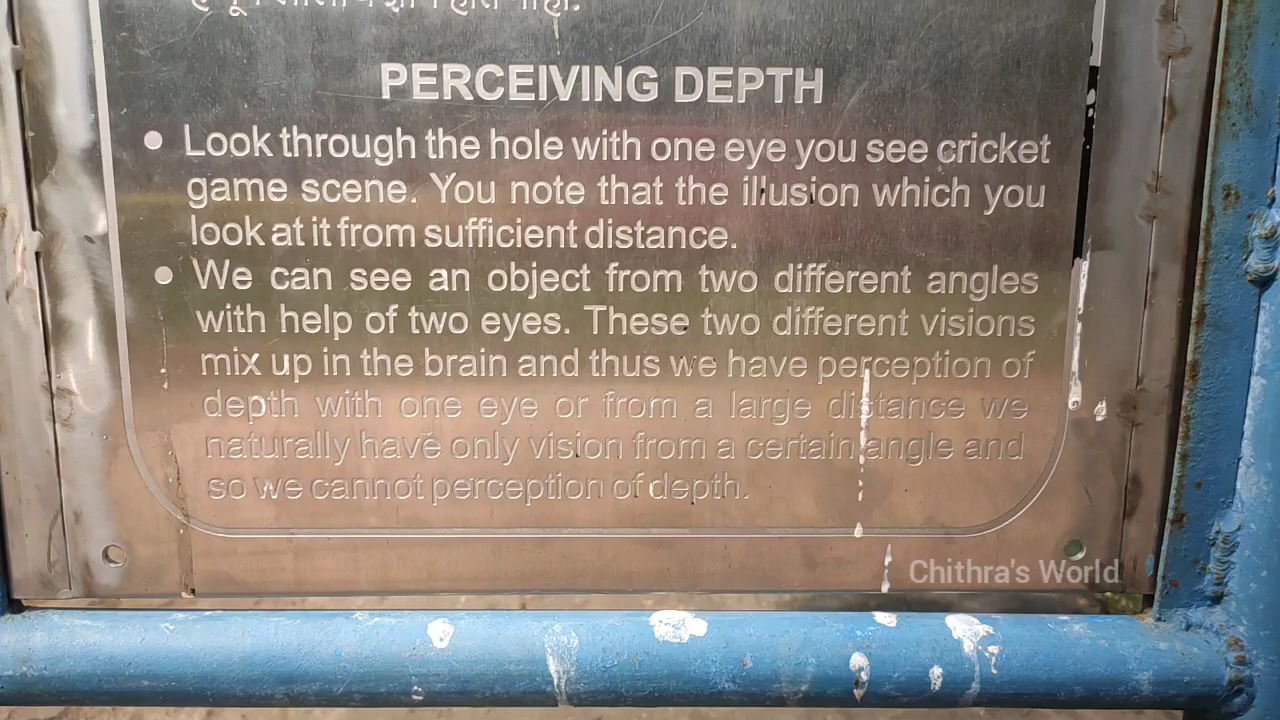 PERCEIVING DEPTH
• Look through the hole with one eye you see cricket
game scene. You note that the illusion which you
look at it from sufficient distance.
• We can see an object from two different angles
with help of two eyes. These two different visions
mix up in the brain and thus we have perception of
depth with one eye or from a large distance we
naturally have only vision from a certain angle and
so we cannot perception of depth.
Chithra's World